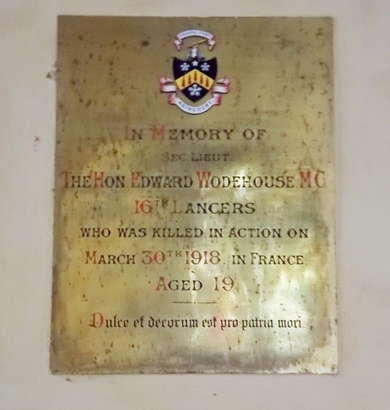 AGINCOURT
IN MEMORY OF
SEC LIEUT.
THE HON EDWARD WODEHOUSE M.C.
16TH LANCERS
WHO WAS KILLED IN ACTION ON
MARCH 30TH 1918. IN FRANCE.
AGED 19.
Dulce et decorum est pro patria mori.